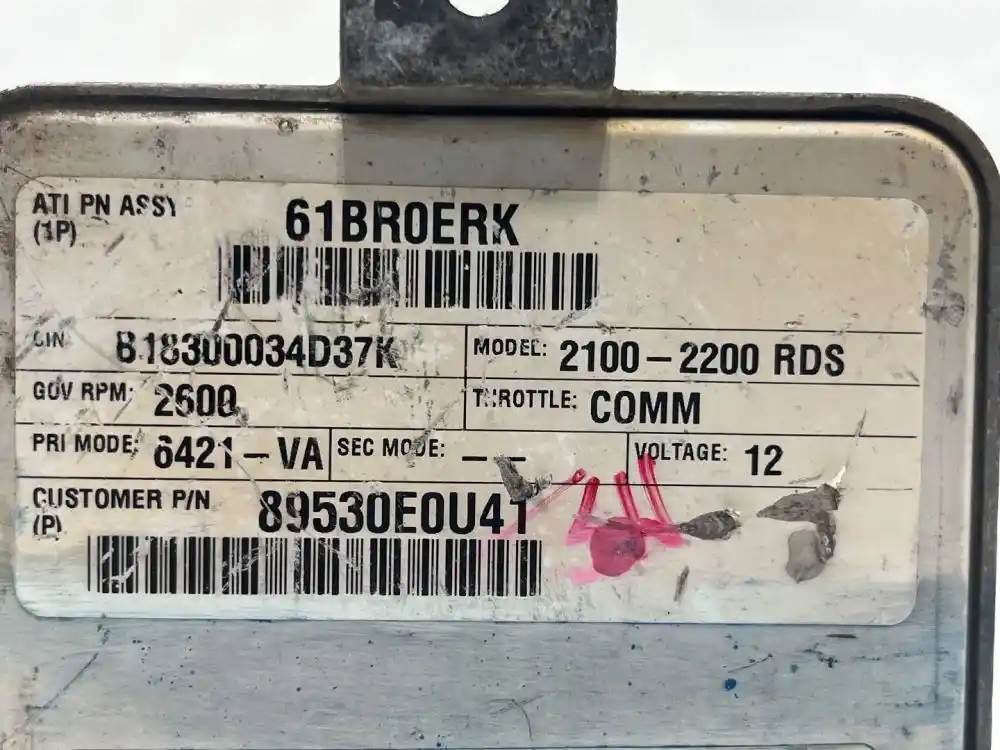 ATI PN ASSY 61BR0ERK
(1P)
CIN B18300034D37K MODEL: 2100-2200 RDS
GOV RPM: 2600 THROTTLE: COMM
PRI MODE: 6421-VA SEC MODE: -- VOLTAGE: 12
CUSTOMER P/N 89530E0U41
(P)